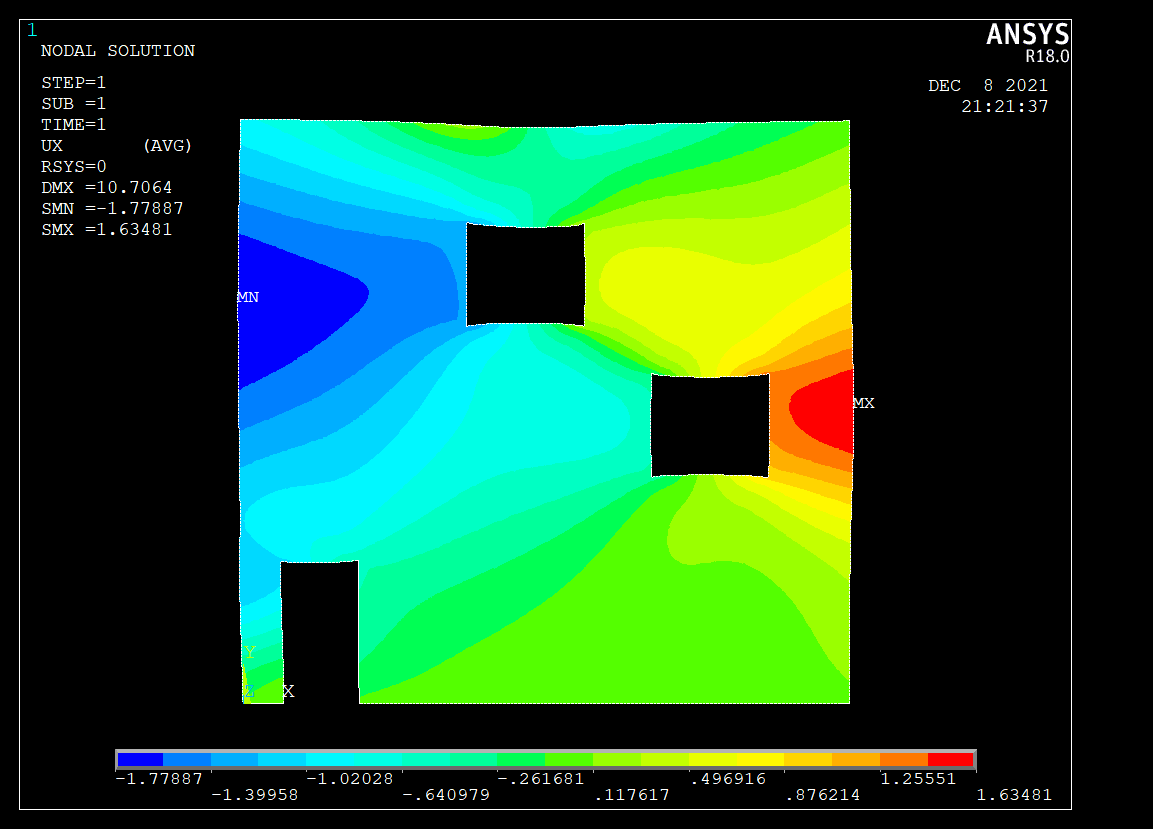 1
ANSYS
R18.0
NODAL SOLUTION
STEP=1
SUB =1
TIME=1
UX (AVG)
RSYS=0
DMX =10.7064
SMN =-1.77887
SMX =1.63481
DEC 8 2021
21:21:37
MN
MX
Y
Z X
-1.77887 -1.02028 -.261681 .496916 1.25551
-1.39958 -.640979 .117617 .876214 1.63481